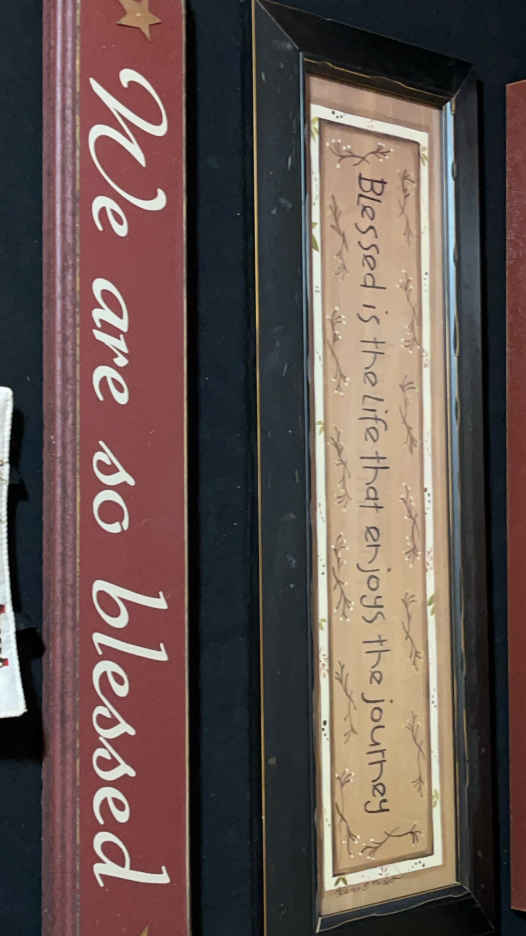 Blessed is the life that enjoys the journey
We are so blessed